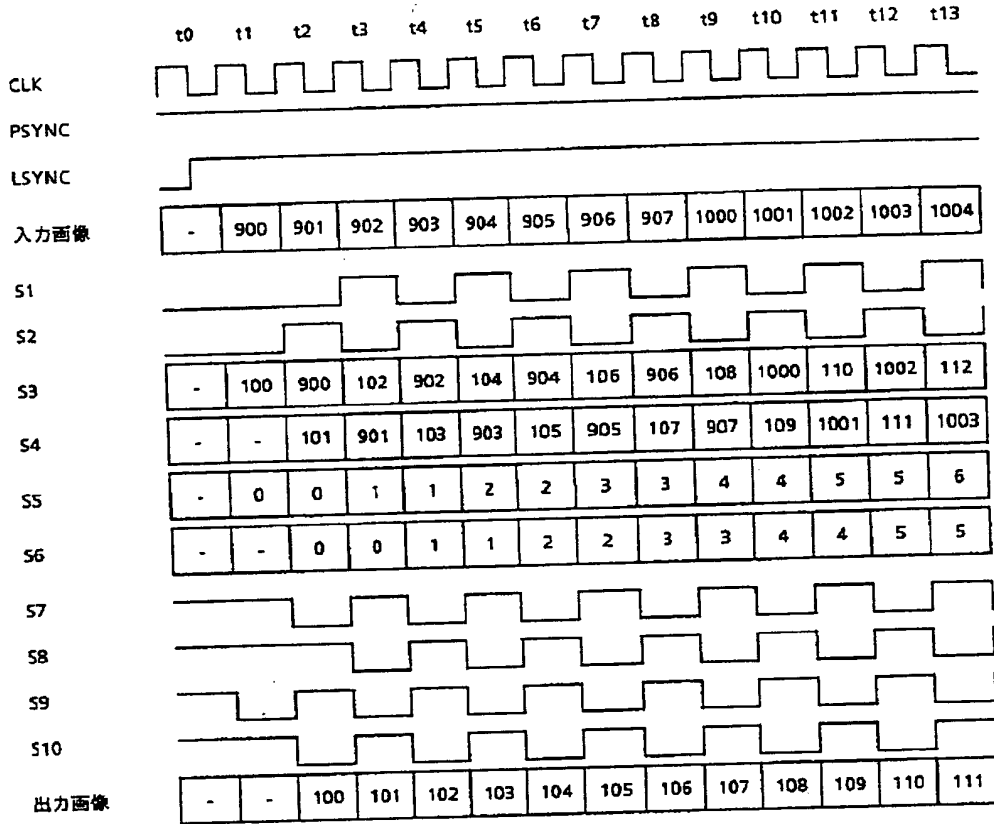 t0 t1 t2 t3 t4 t5 t6 t7 t8 t9 t10 t11 t12 t13
CLK
PSYNC
LSYNC
入力画像 - 900 901 902 903 904 905 906 907 1000 1001 1002 1003 1004
S1
S2
S3 - 100 900 102 902 104 904 106 906 108 1000 110 1002 112
S4 - - 101 901 103 903 105 905 107 907 109 1001 111 1003
S5 - 0 0 1 1 2 2 3 3 4 4 5 5 6
S6 - - 0 0 1 1 2 2 3 3 4 4 5 5
S7
S8
S9
S10
出力画像 - - 100 101 102 103 104 105 106 107 108 109 110 111